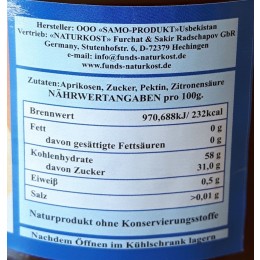 Hersteller: OOO «SAMO-PRODUKT»Usbekistan
Vertrieb: «NATURKOST» Furchat & Sakir Radschapov GbR
Germany, Stutenhofstr. 6, D-72379 Hechingen
e-mail: info@funds-naturkost.de
www.funds-naturkost.de
Zutaten:Aprikosen, Zucker, Pektin, Zitronensäure
NÄHRWERTANGABEN pro 100g.
Brennwert 970,688kJ/ 232kcal
Fett 0 g
davon gesättigte Fettsäuren 0 g
Kohlenhydrate 58 g
davon Zucker 31,0 g
Eiweiß 0,5 g
Salz >0,01 g
Naturprodukt ohne Konservierungsstoffe
Nachdem Öffnen im Kühlschrank lagern